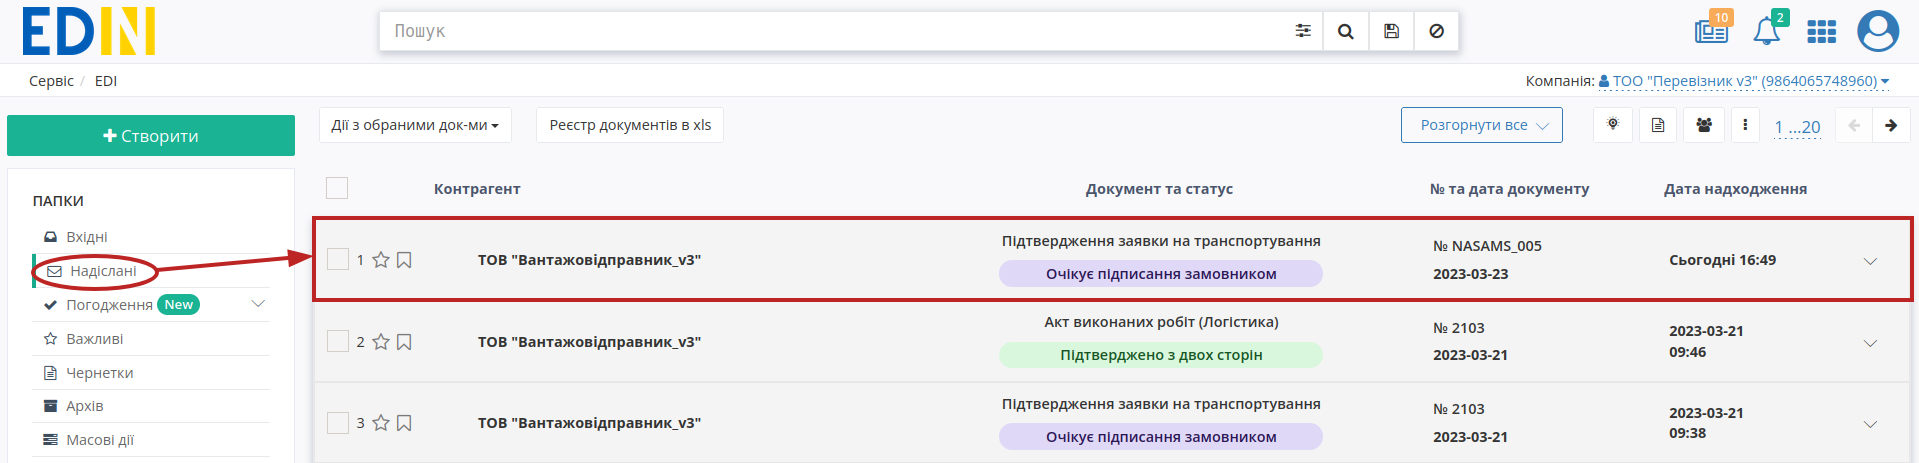 EDIN
Пошук
10
2
Сервіс / EDI
Компанія: ТОО "Перевізник v3" (9864065748960)
Створити
Дії з обраними док-ми
Реєстр документів в xls
Розгорнути все
1 ...20
ПАПКИ
Вхідні
Надіслані
Погодження New
Важливі
Чернетки
Архів
Масові дії
Контрагент
Документ та статус
№ та дата документу
Дата надходження
1
ТОВ "Вантажовідправник_v3"
Підтвердження заявки на транспортування
Очікує підписання замовником
№ NASAMS_005
2023-03-23
Сьогодні 16:49
2
ТОВ "Вантажовідправник_v3"
Акт виконаних робіт (Логістика)
Підтверджено з двох сторін
№ 2103
2023-03-21
2023-03-21
09:46
3
ТОВ "Вантажовідправник_v3"
Підтвердження заявки на транспортування
Очікує підписання замовником
№ 2103
2023-03-21
2023-03-21
09:38